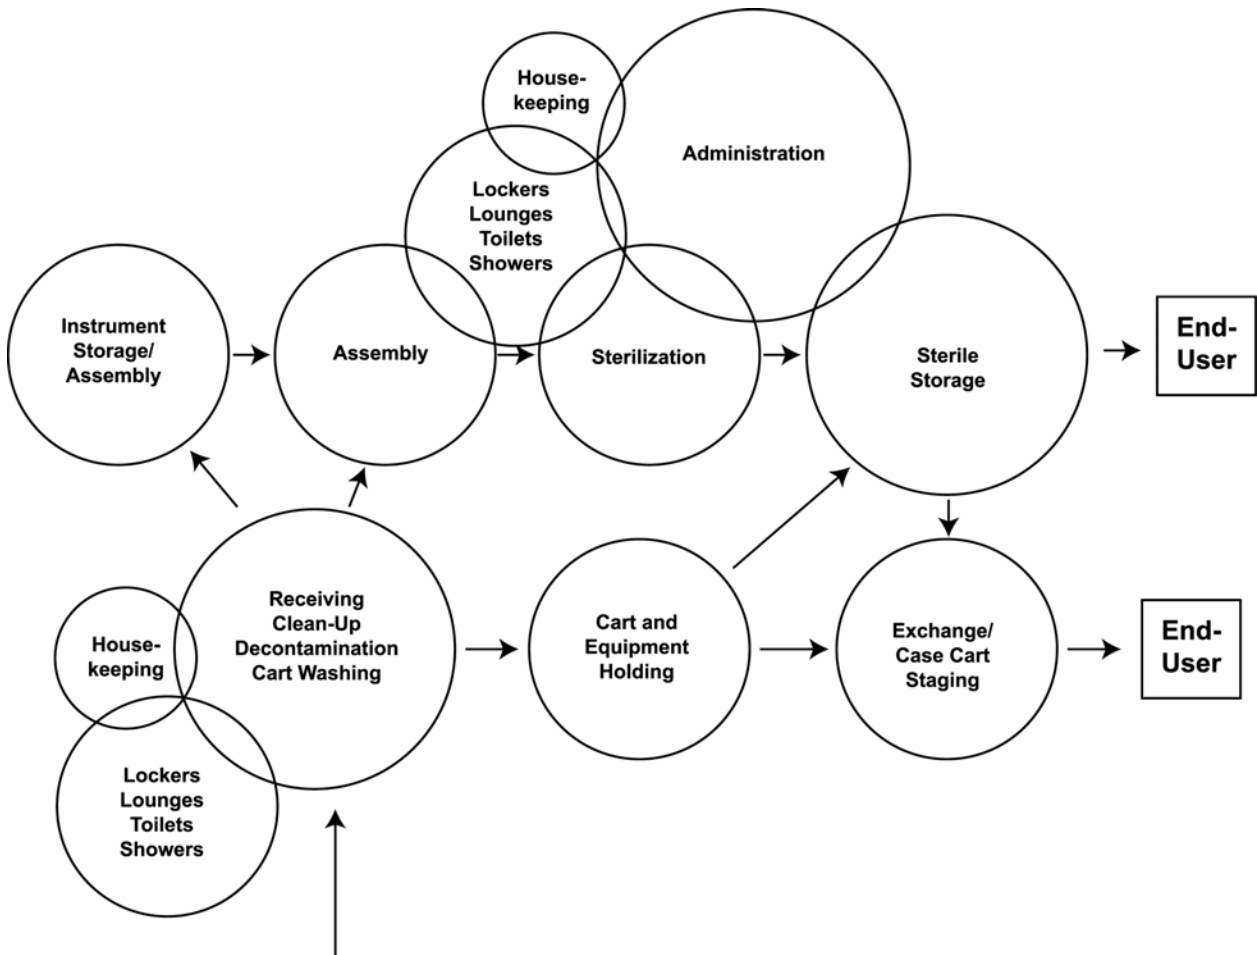 House-
keeping
Administration
Lockers
Lounges
Toilets
Showers
Instrument
Storage/
Assembly
Assembly
Sterilization
Sterile
Storage
End-
User
Receiving
Clean-Up
Decontamination
Cart Washing
House-
keeping
Cart and
Equipment
Holding
Exchange/
Case Cart
Staging
End-
User
Lockers
Lounges
Toilets
Showers